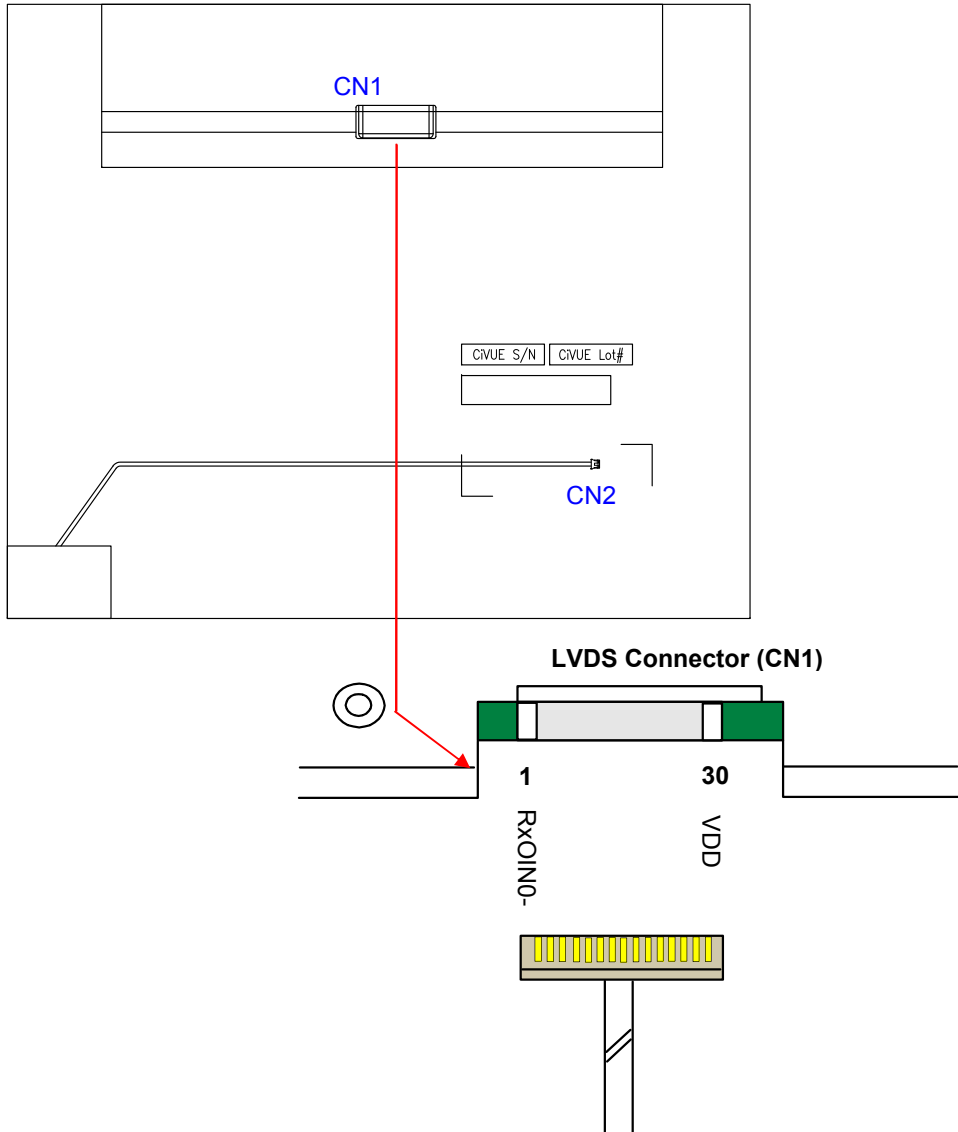 CN1
CiVUE S/N CiVUE Lot#
CN2
LVDS Connector (CN1)
1 30
RxOIN0- VDD